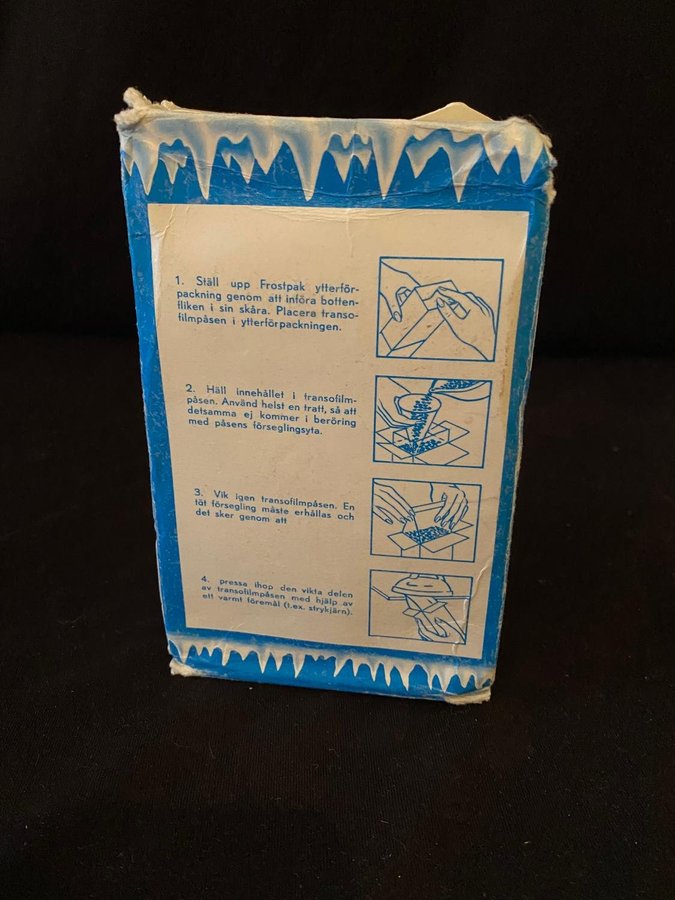 1. Ställ upp Frostpak ytterför-
packning genom att införa botten-
fliken i sin skåra. Placera transo-
filmpåsen i ytterförpackningen.
2. Häll innehållet i transofilm-
påsen. Använd helst en tratt, så att
detsamma ej kommer i beröring
med påsens förseglingsyta.
3. Vik igen transofilmpåsen. En
tät försegling måste erhållas och
det sker genom att
4. pressa ihop den vikta delen
av transofilmpåsen med hjälp av
ett varmt föremål (t.ex. strykjärn).